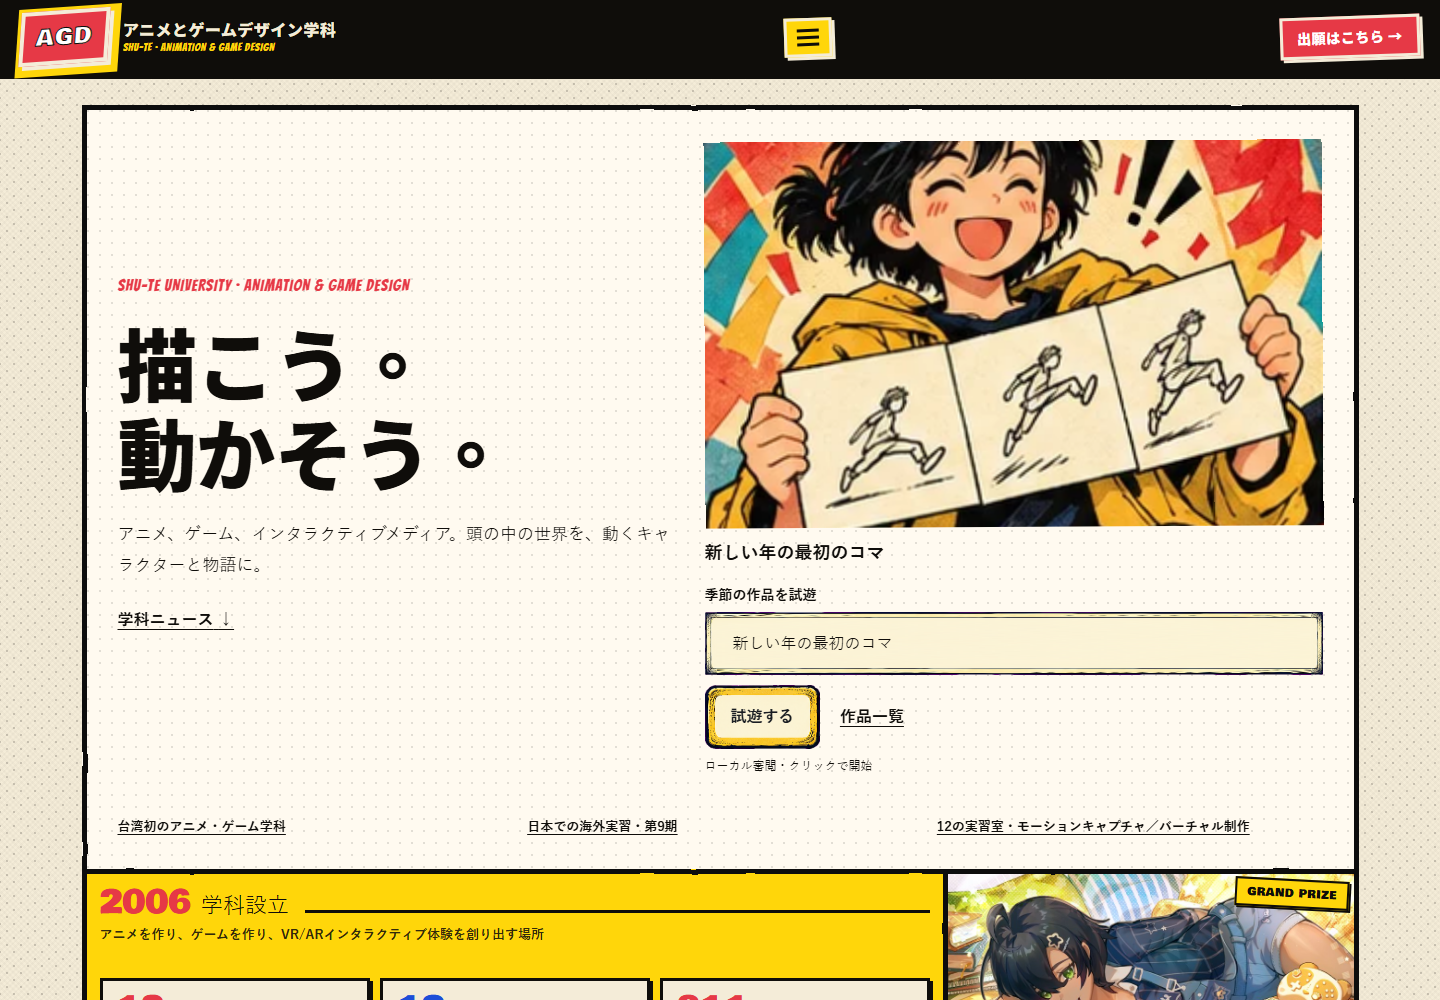 AGD
アニメとゲームデザイン学科
SHU-TE · ANIMATION & GAME DESIGN
出願はこちら →
SHU-TE UNIVERSITY · ANIMATION & GAME DESIGN
描こう。
動かそう。
アニメ、ゲーム、インタラクティブメディア。頭の中の世界を、動くキャ
ラクターと物語に。
学科ニュース ↓
!!
新しい年の最初のコマ
季節の作品を試遊
新しい年の最初のコマ
試遊する
作品一覧
ローカル審閲・クリックで開始
台湾初のアニメ・ゲーム学科
日本での海外実習・第9期
12の実習室・モーションキャプチャ／バーチャル制作
2006 学科設立
アニメを作り、ゲームを作り、VR/ARインタラクティブ体験を創り出す場所
GRAND PRIZE